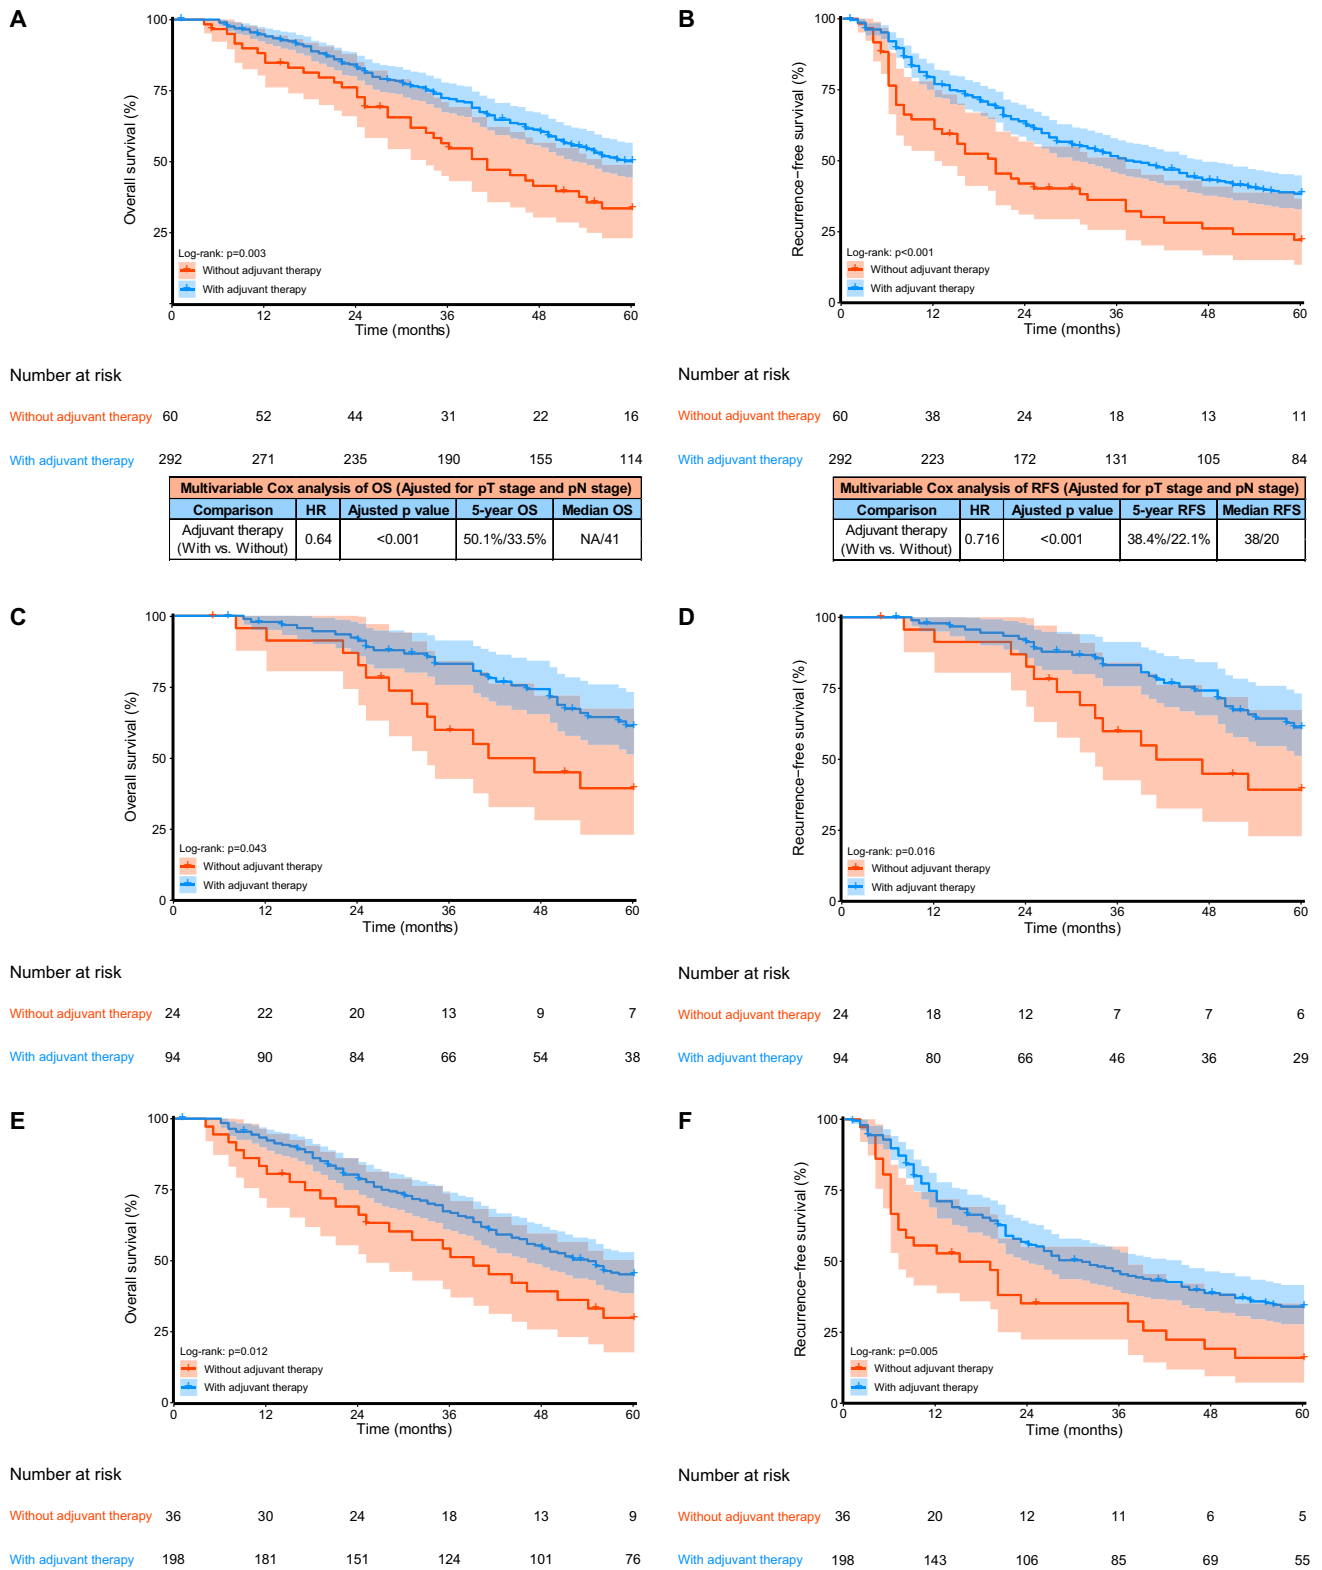 A
100
75
50
25
Overall survival (%)
Log-rank: p=0.003
Without adjuvant therapy
With adjuvant therapy
0 12 24 36 48 60
Time (months)
Number at risk
Without adjuvant therapy 60 52 44 31 22 16
With adjuvant therapy 292 271 235 190 155 114
Multivariable Cox analysis of OS (Ajusted for pT stage and pN stage)
Comparison HR Ajusted p value 5-year OS Median OS
Adjuvant therapy
(With vs. Without) 0.64 <0.001 50.1%/33.5% NA/41
B
100
75
50
25
0
Recurrence-free survival (%)
Log-rank: p<0.001
Without adjuvant therapy
With adjuvant therapy
0 12 24 36 48 60
Time (months)
Number at risk
Without adjuvant therapy 60 38 24 18 13 11
With adjuvant therapy 292 223 172 131 105 84
Multivariable Cox analysis of RFS (Ajusted for pT stage and pN stage)
Comparison HR Ajusted p value 5-year RFS Median RFS
Adjuvant therapy
(With vs. Without) 0.716 <0.001 38.4%/22.1% 38/20
C
100
75
50
25
0
Overall survival (%)
Log-rank: p=0.043
Without adjuvant therapy
With adjuvant therapy
0 12 24 36 48 60
Time (months)
Number at risk
Without adjuvant therapy 24 22 20 13 9 7
With adjuvant therapy 94 90 84 66 54 38
D
100
75
50
25
0
Recurrence-free survival (%)
Log-rank: p=0.016
Without adjuvant therapy
With adjuvant therapy
0 12 24 36 48 60
Time (months)
Number at risk
Without adjuvant therapy 24 18 12 7 7 6
With adjuvant therapy 94 80 66 46 36 29
E
100
75
50
25
0
Overall survival (%)
Log-rank: p=0.012
Without adjuvant therapy
With adjuvant therapy
0 12 24 36 48 60
Time (months)
Number at risk
Without adjuvant therapy 36 30 24 18 13 9
With adjuvant therapy 198 181 151 124 101 76
F
100
75
50
25
0
Recurrence-free survival (%)
Log-rank: p=0.005
Without adjuvant therapy
With adjuvant therapy
0 12 24 36 48 60
Time (months)
Number at risk
Without adjuvant therapy 36 20 12 11 6 5
With adjuvant therapy 198 143 106 85 69 55